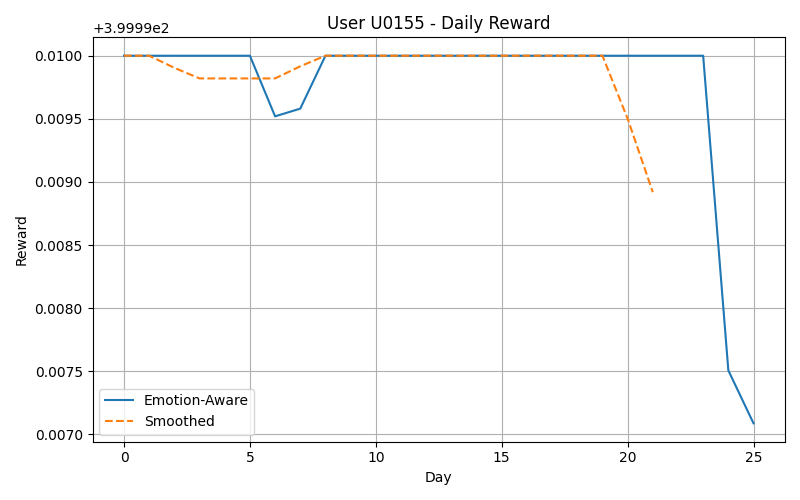 User U0155 - Daily Reward
+3.9999e2
0.0100
0.0095
0.0090
0.0085
0.0080
0.0075
0.0070
Reward
Emotion-Aware
Smoothed
0 5 10 15 20 25
Day